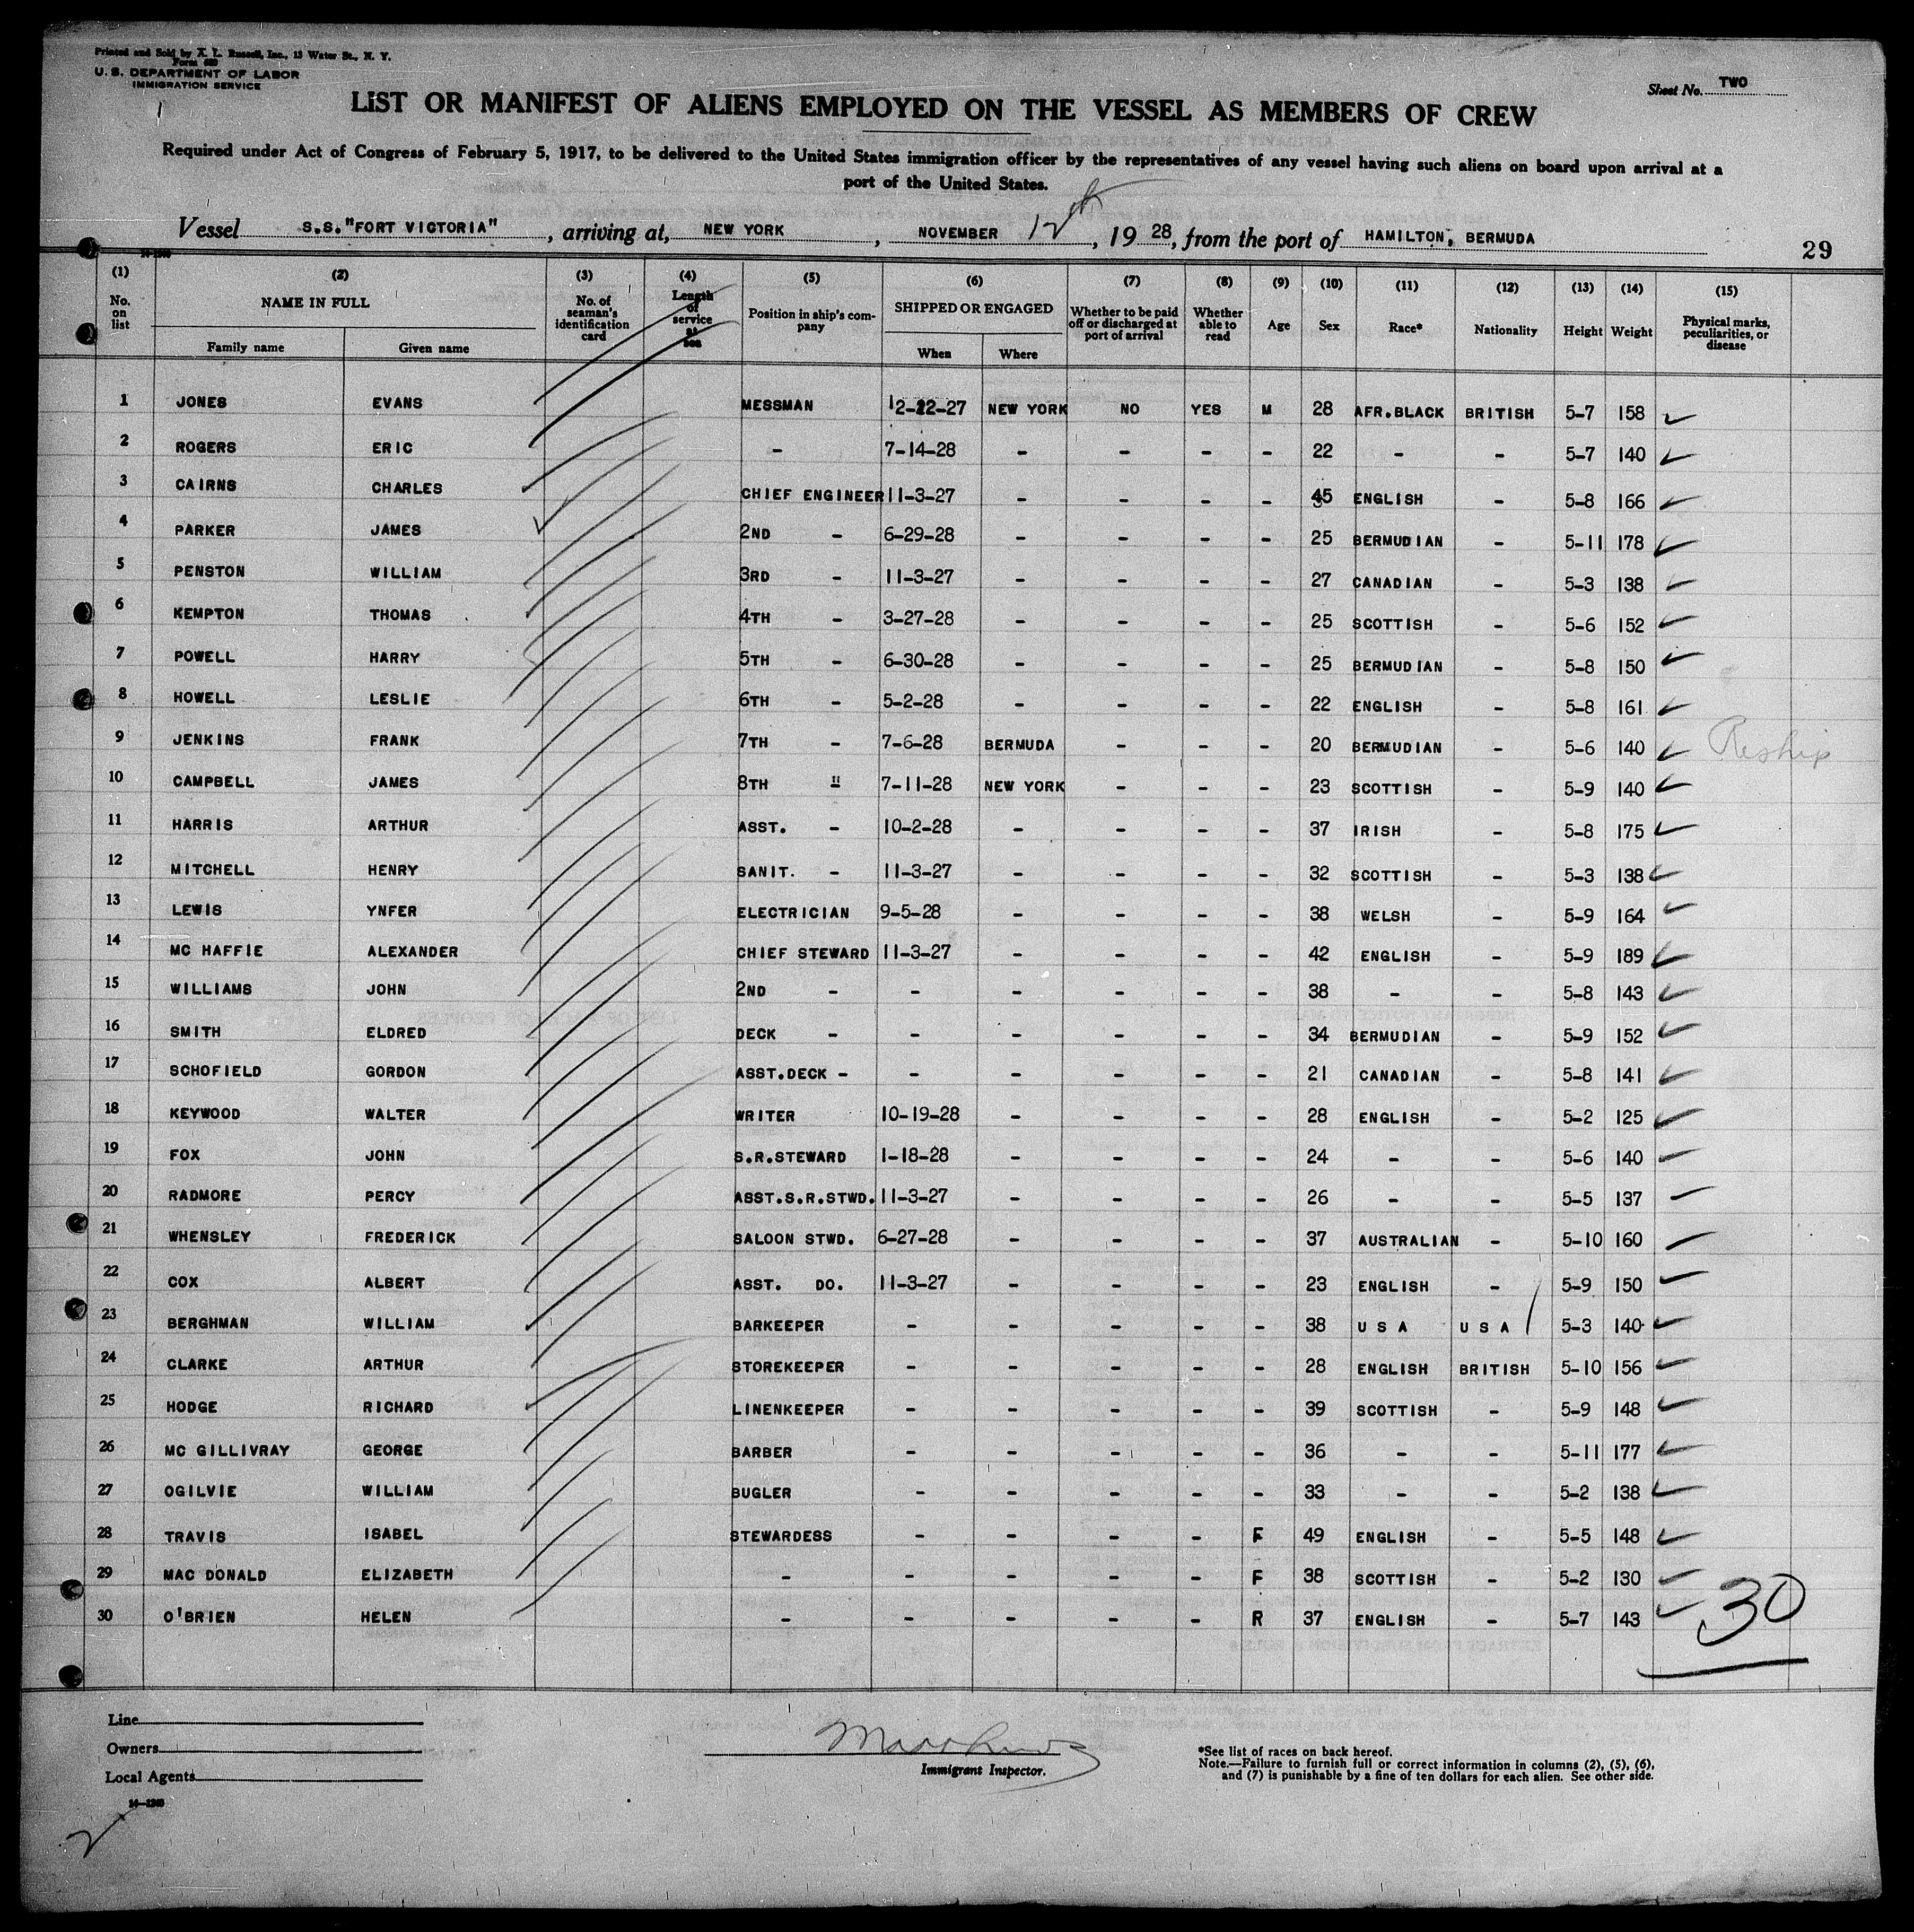 Printed and Sold by X. L. Russell, Inc., 13 Water St., N. Y.
Form 680
U. S. DEPARTMENT OF LABOR
IMMIGRATION SERVICE
Sheet No. TWO
LIST OR MANIFEST OF ALIENS EMPLOYED ON THE VESSEL AS MEMBERS OF CREW
Required under Act of Congress of February 5, 1917, to be delivered to the United States immigration officer by the representatives of any vessel having such aliens on board upon arrival at a
port of the United States.
Vessel S.S."FORT VICTORIA", arriving at, NEW YORK, NOVEMBER 12th, 1928, from the port of HAMILTON, BERMUDA
29
(1) No. on list (2) NAME IN FULL Family name Given name (3) No. of seaman's identification card (4) Length of service at sea (5) Position in ship's company (6) SHIPPED OR ENGAGED When Where (7) Whether to be paid off or discharged at port of arrival (8) Whether able to read (9) Age (10) Sex (11) Race* (12) Nationality (13) Height (14) Weight (15) Physical marks, peculiarities, or disease
1 JONES EVANS MESSMAN 12-22-27 NEW YORK NO YES M 28 AFR.BLACK BRITISH 5-7 158
2 ROGERS ERIC - 7-14-28 - - - - 22 - - 5-7 140
3 CAIRNS CHARLES CHIEF ENGINEER 11-3-27 - - - - 45 ENGLISH - 5-8 166
4 PARKER JAMES 2ND - 6-29-28 - - - - 25 BERMUDIAN - 5-11 178
5 PENSTON WILLIAM 3RD - 11-3-27 - - - - 27 CANADIAN - 5-3 138
6 KEMPTON THOMAS 4TH - 3-27-28 - - - - 25 SCOTTISH - 5-6 152
7 POWELL HARRY 5TH - 6-30-28 - - - - 25 BERMUDIAN - 5-8 150
8 HOWELL LESLIE 6TH - 5-2-28 - - - - 22 ENGLISH - 5-8 161
9 JENKINS FRANK 7TH - 7-6-28 BERMUDA - - - 20 BERMUDIAN - 5-6 140 Reship
10 CAMPBELL JAMES 8TH " 7-11-28 NEW YORK - - - 23 SCOTTISH - 5-9 140
11 HARRIS ARTHUR ASST. - 10-2-28 - - - - 37 IRISH - 5-8 175
12 MITCHELL HENRY SANIT. - 11-3-27 - - - - 32 SCOTTISH - 5-3 138
13 LEWIS YNFER ELECTRICIAN 9-5-28 - - - - 38 WELSH - 5-9 164
14 MC HAFFIE ALEXANDER CHIEF STEWARD 11-3-27 - - - - 42 ENGLISH - 5-9 189
15 WILLIAMS JOHN 2ND - - - - - - 38 - - 5-8 143
16 SMITH ELDRED DECK - - - - - - 34 BERMUDIAN - 5-9 152
17 SCHOFIELD GORDON ASST.DECK - - - - - - 21 CANADIAN - 5-8 141
18 KEYWOOD WALTER WRITER 10-19-28 - - - - 28 ENGLISH - 5-2 125
19 FOX JOHN S.R.STEWARD 1-18-28 - - - - 24 - - 5-6 140
20 RADMORE PERCY ASST.S.R.STWD. 11-3-27 - - - - 26 - - 5-5 137
21 WHENSLEY FREDERICK SALOON STWD. 6-27-28 - - - - 37 AUSTRALIAN - 5-10 160
22 COX ALBERT ASST. DO. 11-3-27 - - - - 23 ENGLISH - 5-9 150
23 BERGHMAN WILLIAM BARKEEPER - - - - - 38 U S A U S A 5-3 140
24 CLARKE ARTHUR STOREKEEPER - - - - - 28 ENGLISH BRITISH 5-10 156
25 HODGE RICHARD LINENKEEPER - - - - - 39 SCOTTISH - 5-9 148
26 MC GILLIVRAY GEORGE BARBER - - - - - 36 - - 5-11 177
27 OGILVIE WILLIAM BUGLER - - - - - 33 - - 5-2 138
28 TRAVIS ISABEL STEWARDESS - - - - F 49 ENGLISH - 5-5 148
29 MAC DONALD ELIZABETH - - - - - F 38 SCOTTISH - 5-2 130
30 O'BRIEN HELEN - - - - - R 37 ENGLISH - 5-7 143
30
Line
Owners
Local Agents
Immigrant Inspector.
*See list of races on back hereof.
Note.—Failure to furnish full or correct information in columns (2), (5), (6),
and (7) is punishable by a fine of ten dollars for each alien. See other side.
14—1240
2